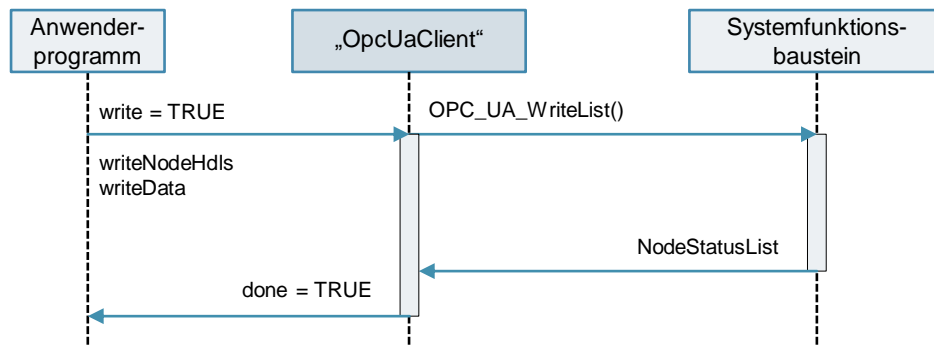 Anwender-
programm
„OpcUaClient“
Systemfunktions-
baustein
write = TRUE
OPC_UA_WriteList()
writeNodeHdls
writeData
NodeStatusList
done = TRUE